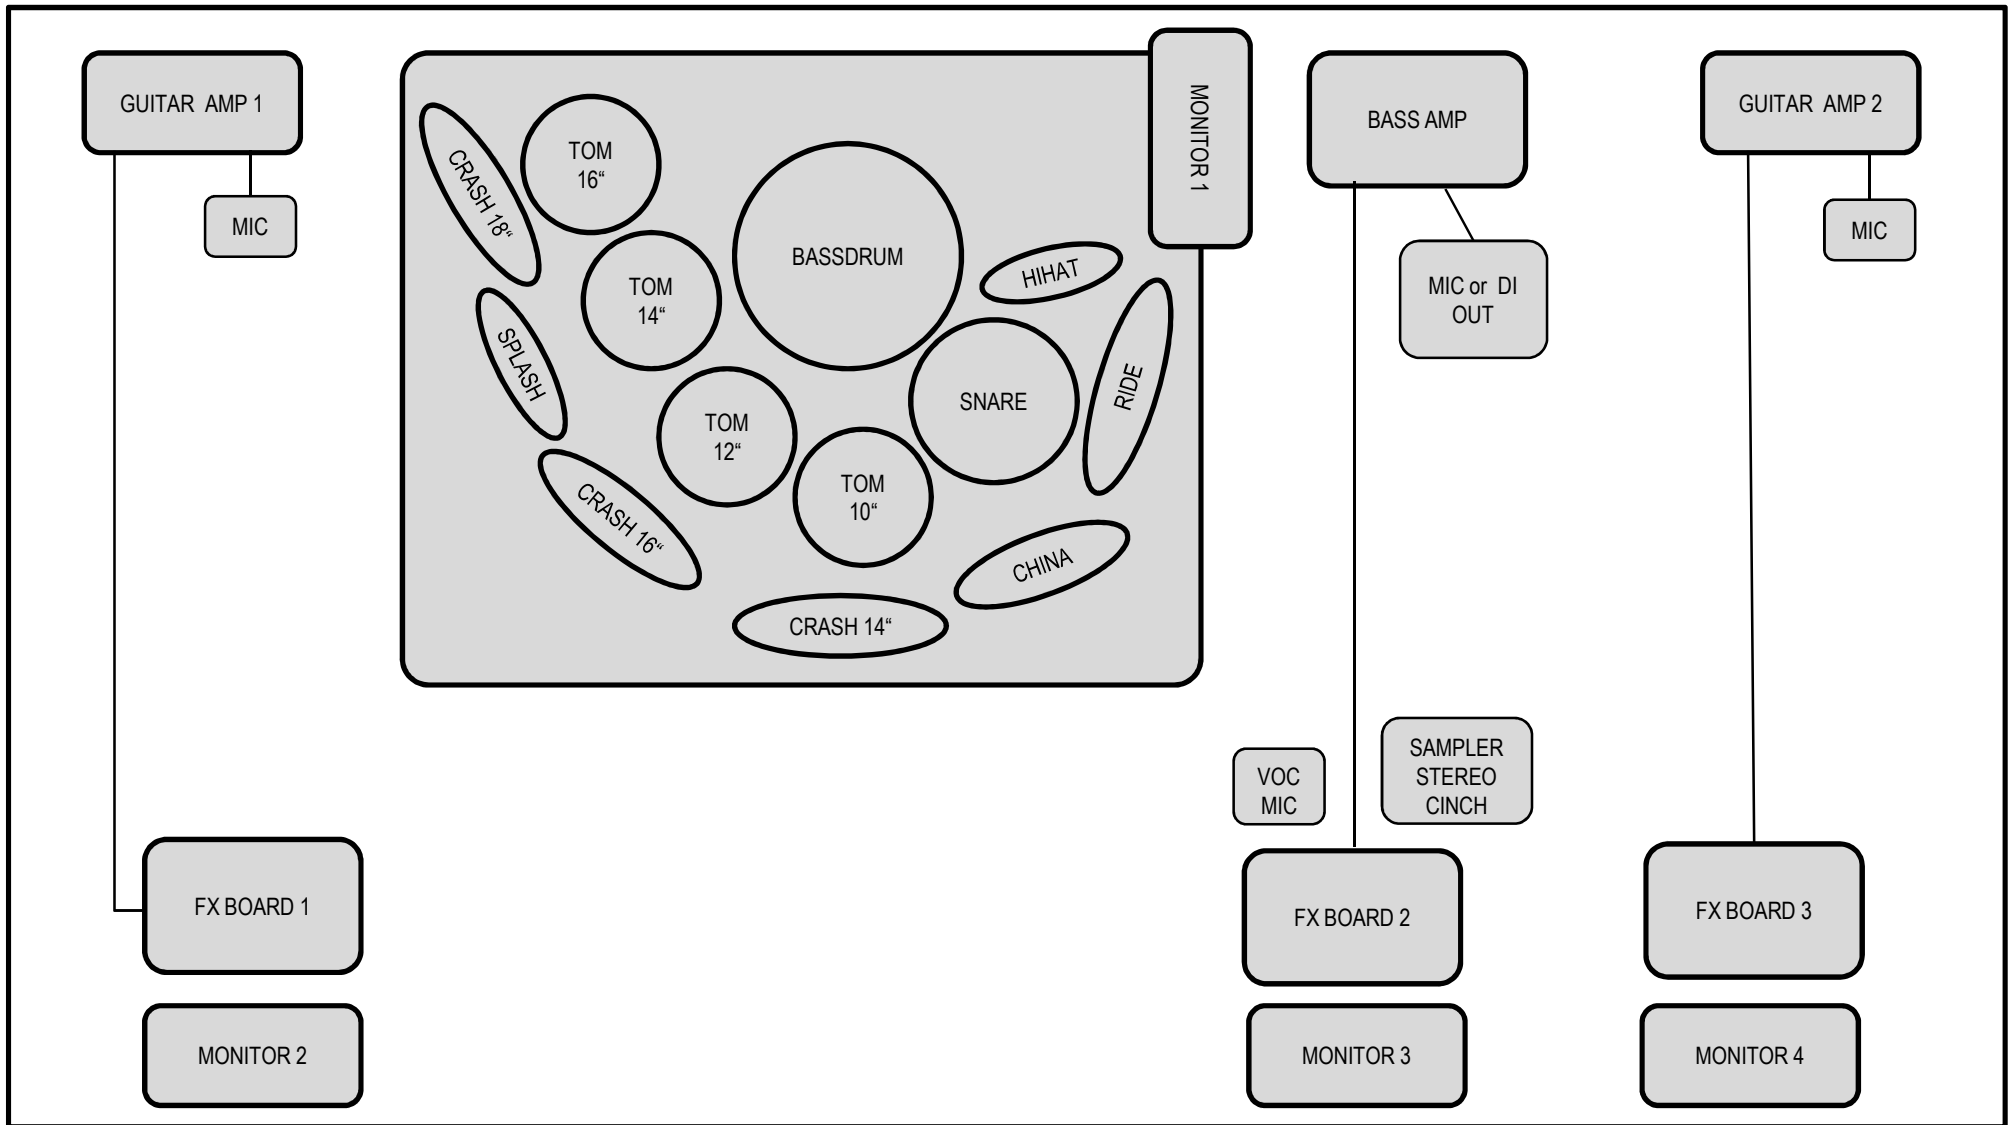 GUITAR AMP 1
MIC
CRASH 18“
TOM
16“
TOM
14“
SPLASH
TOM
12“
CRASH 16“
TOM
10“
CRASH 14“
BASSDRUM
HIHAT
SNARE
RIDE
CHINA
MONITOR 1
BASS AMP
MIC or DI
OUT
GUITAR AMP 2
MIC
VOC
MIC
SAMPLER
STEREO
CINCH
FX BOARD 1
FX BOARD 2
FX BOARD 3
MONITOR 2
MONITOR 3
MONITOR 4